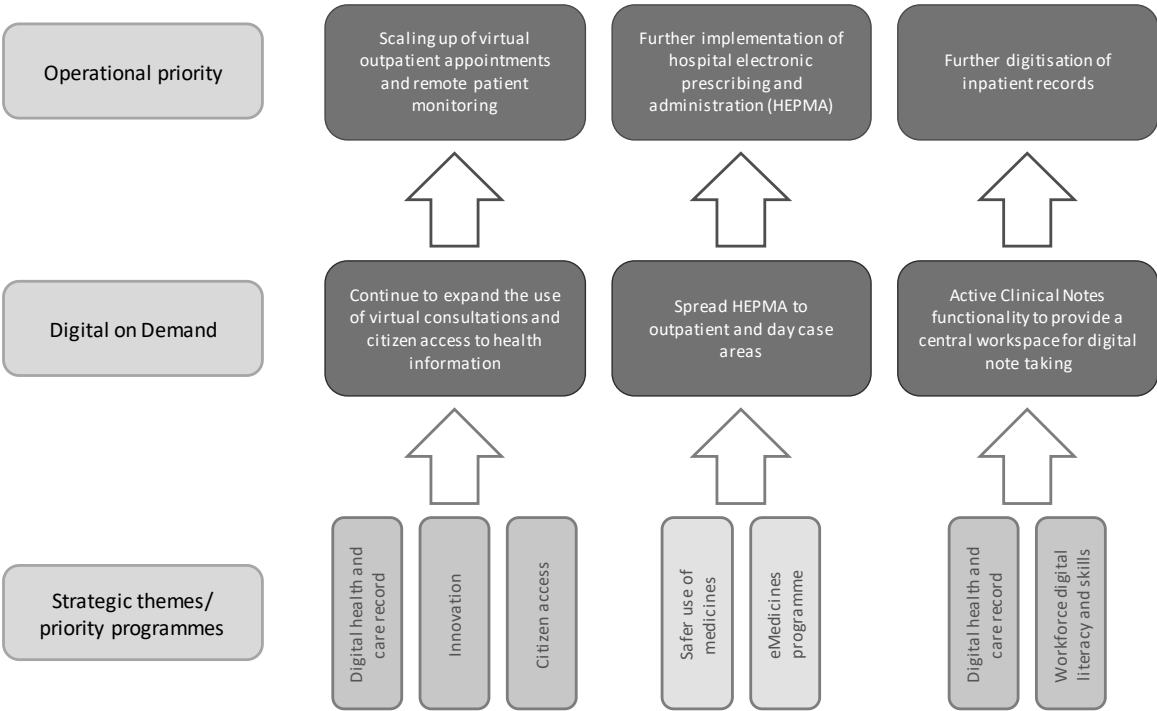 Operational priority
Scaling up of virtual
outpatient appointments
and remote patient
monitoring
Further implementation of
hospital electronic
prescribing and
administration (HEPMA)
Further digitisation of
inpatient records
Digital on Demand
Continue to expand the use
of virtual consultations and
citizen access to health
information
Spread HEPMA to
outpatient and day case
areas
Active Clinical Notes
functionality to provide a
central workspace for digital
note taking
Strategic themes/
priority programmes
Digital health and
care record
Innovation
Citizen access
Safer use of
medicines
eMedicines
programme
Digital health and
care record
Workforce digital
literacy and skills